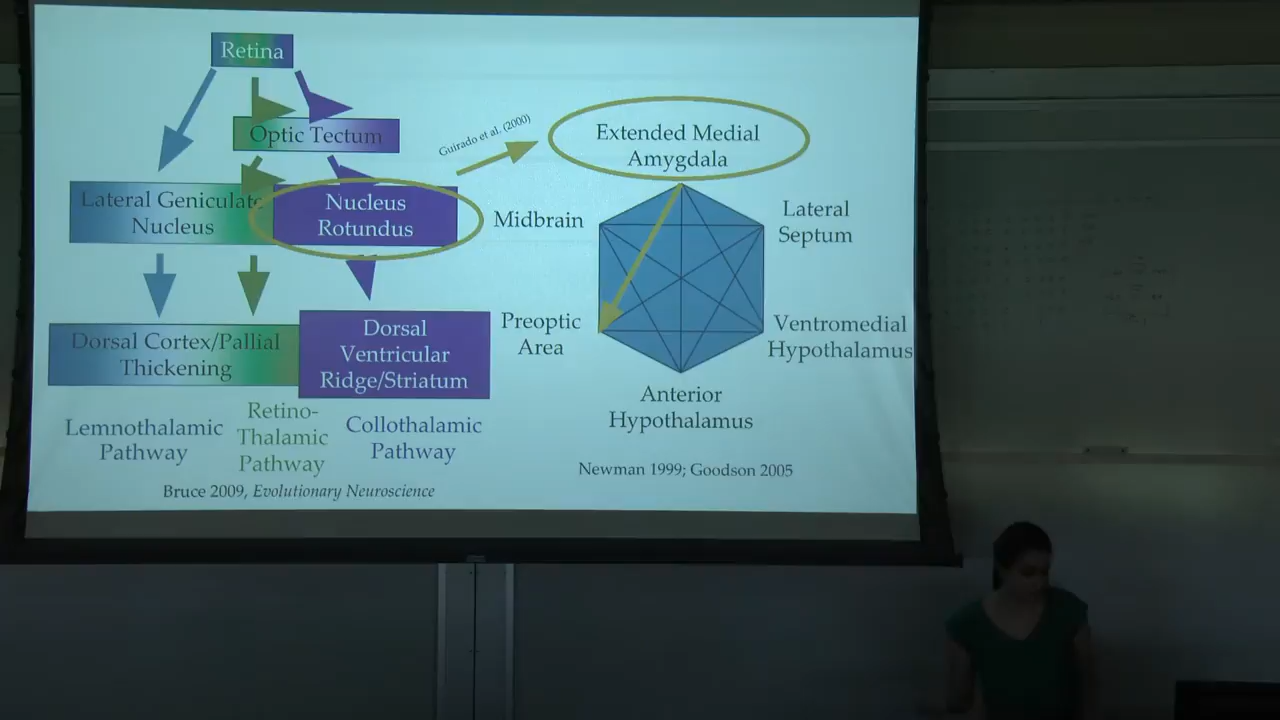 Retina
Optic Tectum
Lateral Geniculate
Nucleus
Nucleus
Rotundus
Dorsal Cortex/Pallial
Thickening
Dorsal
Ventricular
Ridge/Striatum
Lemnothalamic
Pathway
Retino-
Thalamic
Pathway
Collothalamic
Pathway
Bruce 2009, Evolutionary Neuroscience
Guirado et al. (2000)
Extended Medial
Amygdala
Midbrain
Lateral
Septum
Preoptic
Area
Ventromedial
Hypothalamus
Anterior
Hypothalamus
Newman 1999; Goodson 2005